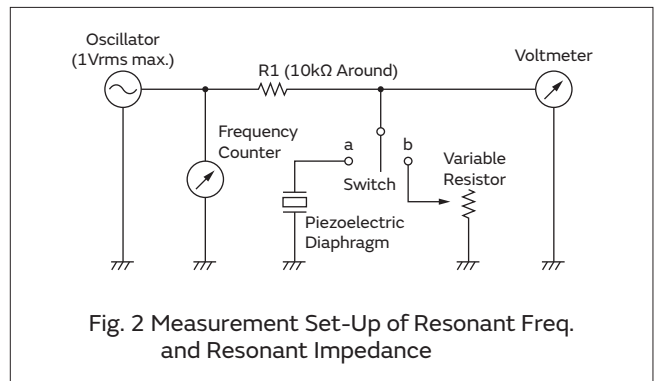 Oscillator
(1Vrms max.)
R1 (10kΩ Around)
Voltmeter
Frequency
Counter
a
b
Switch
Variable
Resistor
Piezoelectric
Diaphragm
Fig. 2 Measurement Set-Up of Resonant Freq.
and Resonant Impedance